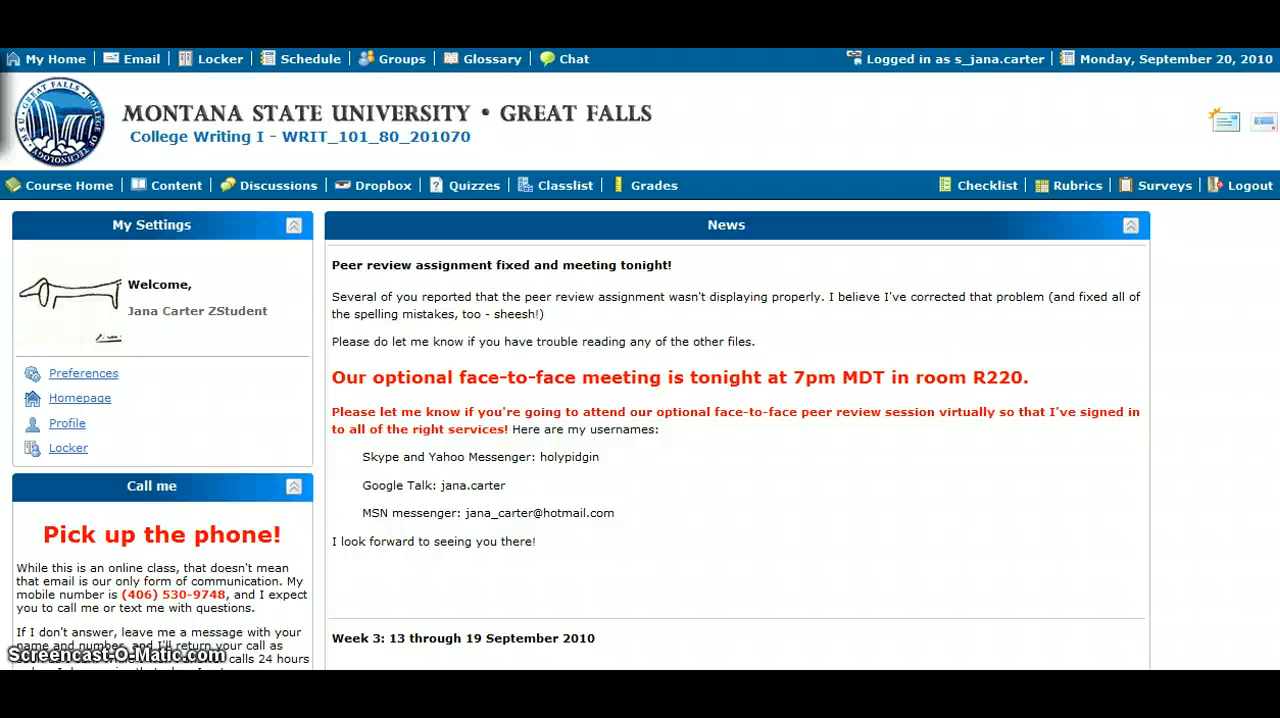 My Home Email Locker Schedule Groups Glossary Chat Logged in as s_jana.carter Monday, September 20, 2010
MONTANA STATE UNIVERSITY • GREAT FALLS
College Writing I - WRIT_101_80_201070
Course Home Content Discussions Dropbox Quizzes Classlist Grades Checklist Rubrics Surveys Logout
My Settings
Welcome,
Jana Carter ZStudent
Preferences
Homepage
Profile
Locker
Call me
Pick up the phone!
While this is an online class, that doesn't mean
that email is our only form of communication. My
mobile number is (406) 530-9748, and I expect
you to call me or text me with questions.
If I don't answer, leave me a message with your
name and number, and I'll return your call as
calls 24 hours
Screencast-O-Matic.com
News
Peer review assignment fixed and meeting tonight!
Several of you reported that the peer review assignment wasn't displaying properly. I believe I've corrected that problem (and fixed all of
the spelling mistakes, too - sheesh!)
Please do let me know if you have trouble reading any of the other files.
Our optional face-to-face meeting is tonight at 7pm MDT in room R220.
Please let me know if you're going to attend our optional face-to-face peer review session virtually so that I've signed in
to all of the right services! Here are my usernames:
Skype and Yahoo Messenger: holypidgin
Google Talk: jana.carter
MSN messenger: jana_carter@hotmail.com
I look forward to seeing you there!
Week 3: 13 through 19 September 2010